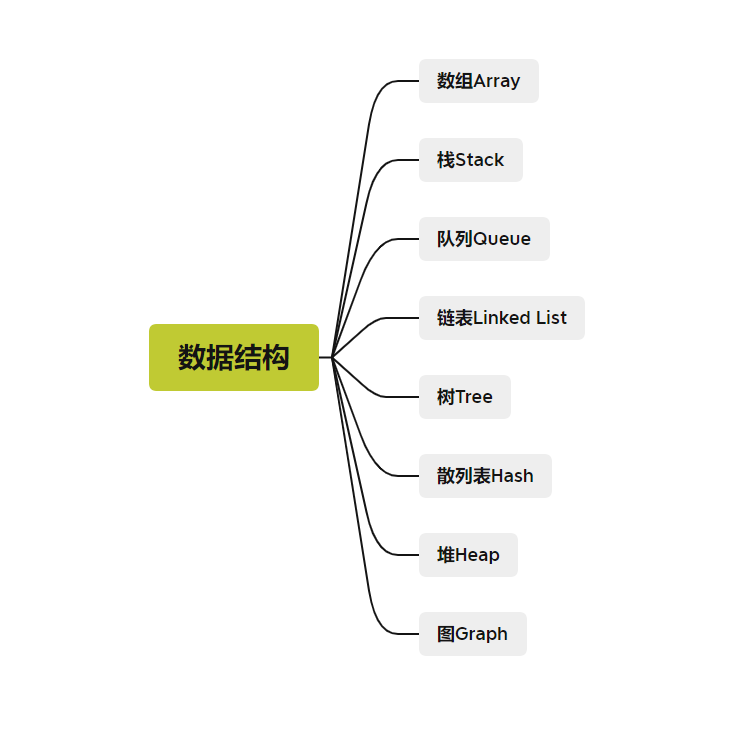 数据结构
数组Array
栈Stack
队列Queue
链表Linked List
树Tree
散列表Hash
堆Heap
图Graph